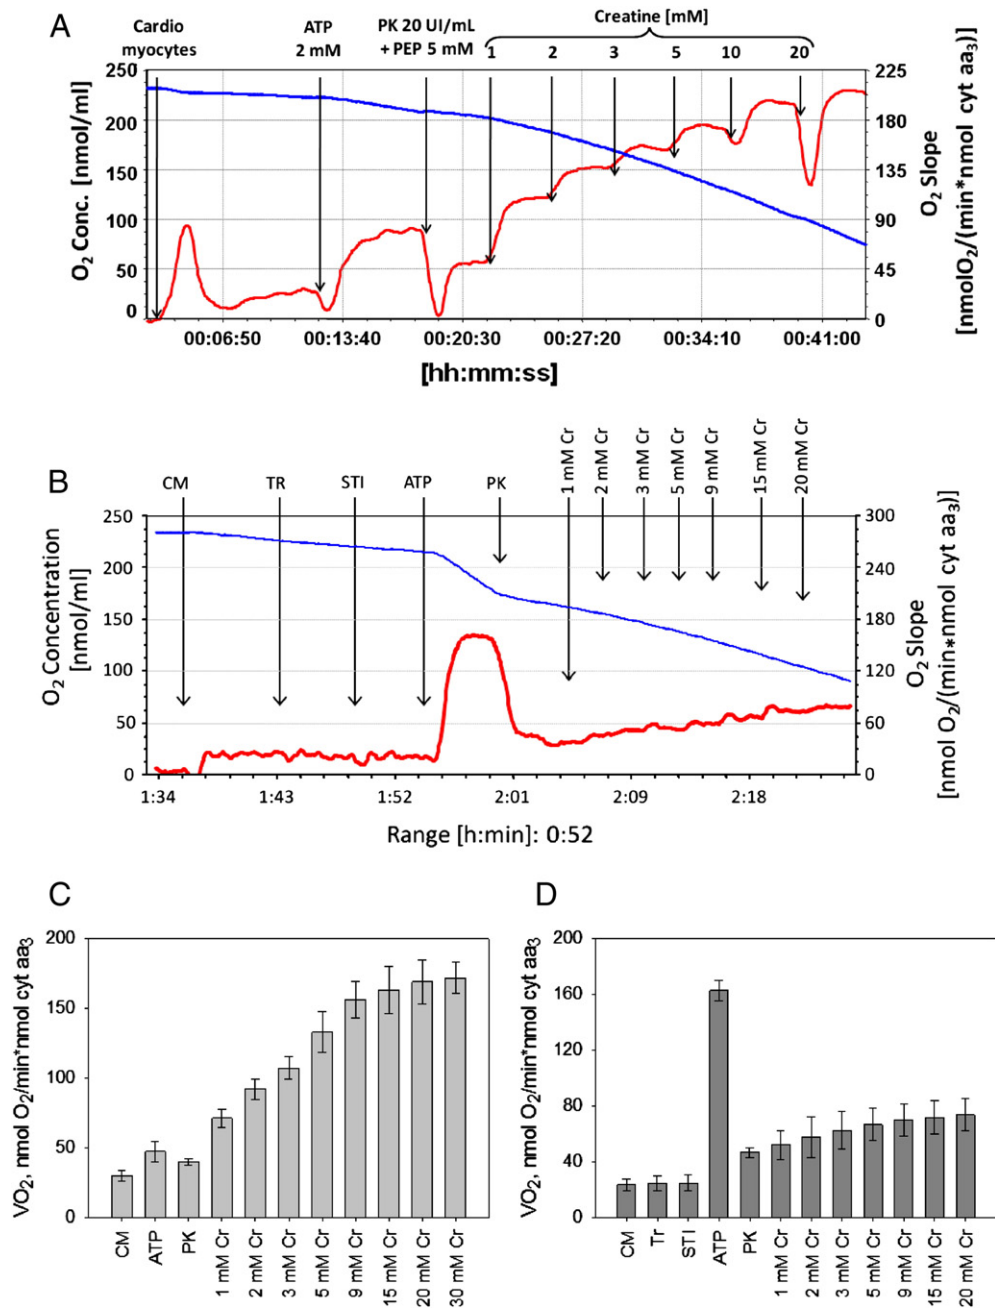 A
Cardio myocytes
ATP 2 mM
PK 20 UI/mL + PEP 5 mM
Creatine [mM]
1 2 3 5 10 20
O₂ Conc. [nmol/ml]
250
200
150
100
50
0
225
180
135
90
45
0
O₂ Slope
[nmolO₂/(min*nmol cyt aa₃)]
00:06:50 00:13:40 00:20:30 00:27:20 00:34:10 00:41:00
[hh:mm:ss]
B
CM TR STI ATP PK
1 mM Cr
2 mM Cr
3 mM Cr
5 mM Cr
9 mM Cr
15 mM Cr
20 mM Cr
O₂ Concentration
[nmol/ml]
250
200
150
100
50
0
300
240
180
120
60
0
O₂ Slope
[nmol O₂/(min*nmol cyt aa₃)]
1:34 1:43 1:52 2:01 2:09 2:18
Range [h:min]: 0:52
C
VO₂, nmol O₂/min*nmol cyt aa₃
200
150
100
50
0
CM
ATP
PK
1 mM Cr
2 mM Cr
3 mM Cr
5 mM Cr
9 mM Cr
15 mM Cr
20 mM Cr
30 mM Cr
D
VO₂, nmol O₂/min*nmol cyt aa₃
200
160
120
80
40
0
CM
Tr
STI
ATP
PK
1 mM Cr
2 mM Cr
3 mM Cr
5 mM Cr
9 mM Cr
15 mM Cr
20 mM Cr